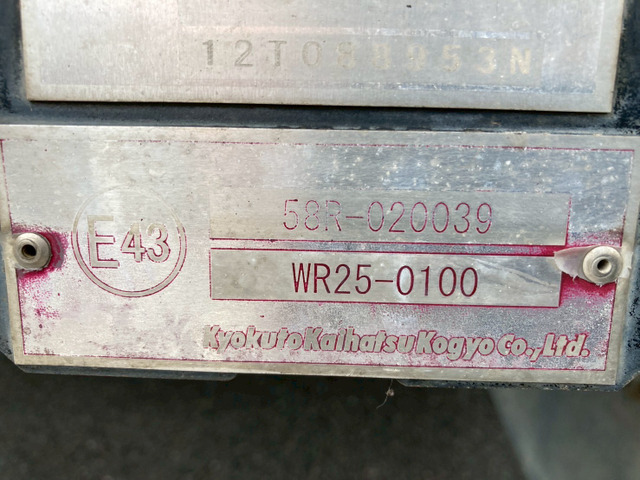 E43
58R-020039
WR25-0100
Kyokuto Kaihatsu Kogyo Co., Ltd.